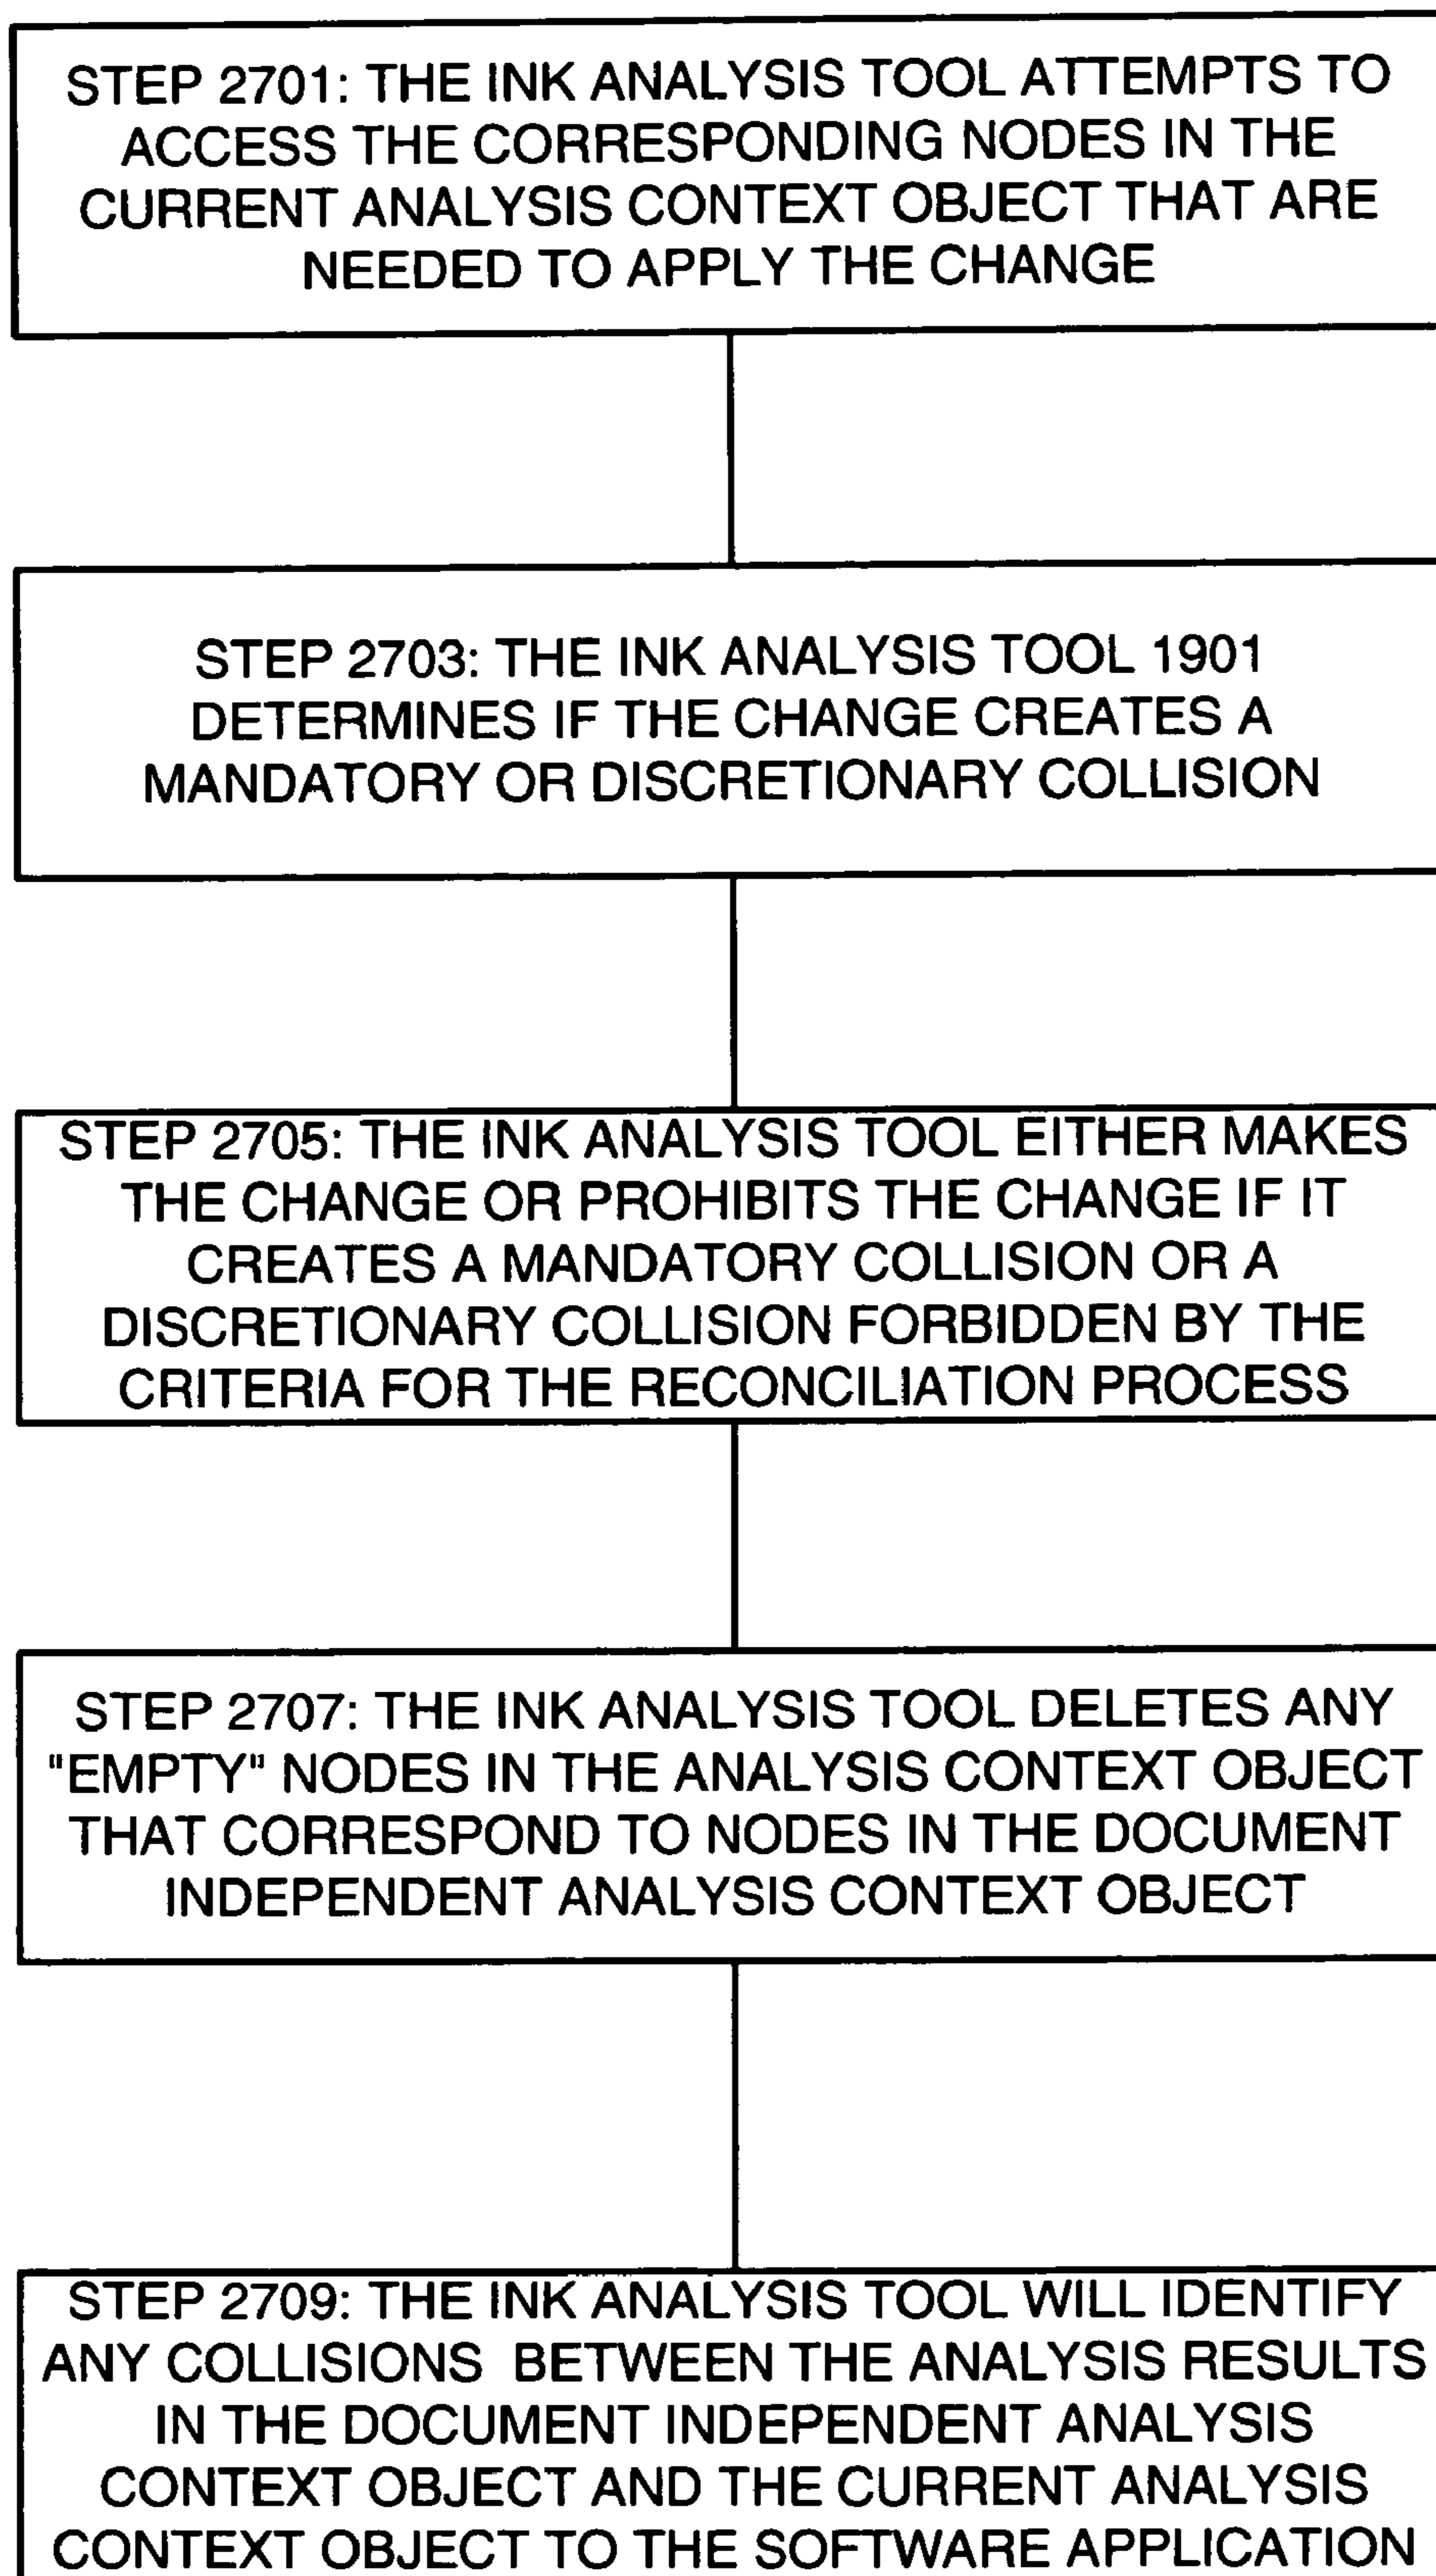 STEP 2701: THE INK ANALYSIS TOOL ATTEMPTS TO
ACCESS THE CORRESPONDING NODES IN THE
CURRENT ANALYSIS CONTEXT OBJECT THAT ARE
NEEDED TO APPLY THE CHANGE
STEP 2703: THE INK ANALYSIS TOOL 1901
DETERMINES IF THE CHANGE CREATES A
MANDATORY OR DISCRETIONARY COLLISION
STEP 2705: THE INK ANALYSIS TOOL EITHER MAKES
THE CHANGE OR PROHIBITS THE CHANGE IF IT
CREATES A MANDATORY COLLISION OR A
DISCRETIONARY COLLISION FORBIDDEN BY THE
CRITERIA FOR THE RECONCILIATION PROCESS
STEP 2707: THE INK ANALYSIS TOOL DELETES ANY
"EMPTY" NODES IN THE ANALYSIS CONTEXT OBJECT
THAT CORRESPOND TO NODES IN THE DOCUMENT
INDEPENDENT ANALYSIS CONTEXT OBJECT
STEP 2709: THE INK ANALYSIS TOOL WILL IDENTIFY
ANY COLLISIONS  BETWEEN THE ANALYSIS RESULTS
IN THE DOCUMENT INDEPENDENT ANALYSIS
CONTEXT OBJECT AND THE CURRENT ANALYSIS
CONTEXT OBJECT TO THE SOFTWARE APPLICATION